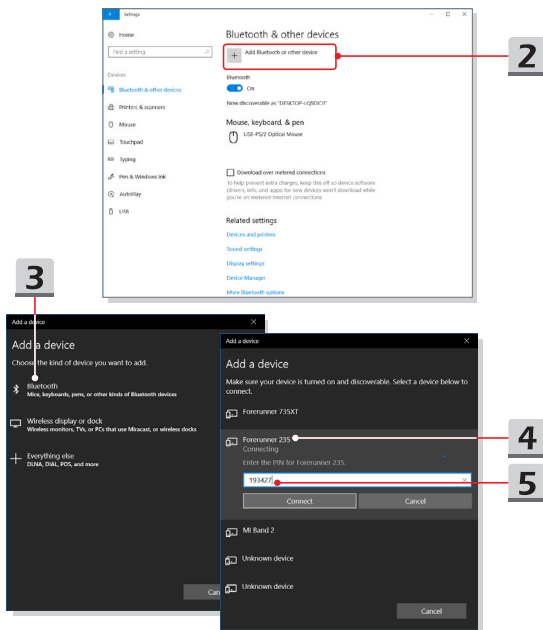 Settings
Home
Find a setting
Devices
Bluetooth & other devices
Printers & scanners
Mouse
Touchpad
Typing
Pen & Windows Ink
AutoPlay
USB
Bluetooth & other devices
Add Bluetooth or other device
Bluetooth
On
Now discoverable as "DESKTOP-LQSDICH"
Mouse, keyboard, & pen
USB-PS/2 Optical Mouse
Download over metered connections
To help prevent extra charges, keep this off so device software
(drivers, info, and apps) for new devices won't download while
you're on metered Internet connections.
Related settings
Devices and printers
Sound settings
Display settings
Device Manager
More Bluetooth options
2
3
Add a device
Add a device
Choose the kind of device you want to add.
Bluetooth
Mice, keyboards, pens, or other kinds of Bluetooth devices
Wireless display or dock
Wireless monitors, TVs, or PCs that use Miracast, or wireless docks
Everything else
DLNA, DIAL, POS, and more
Can
Add a device
Add a device
Make sure your device is turned on and discoverable. Select a device below to
connect.
Forerunner 735XT
Forerunner 235
Connecting
Enter the PIN for Forerunner 235.
193427
Connect
Cancel
MI Band 2
Unknown device
Unknown device
Cancel
4
5